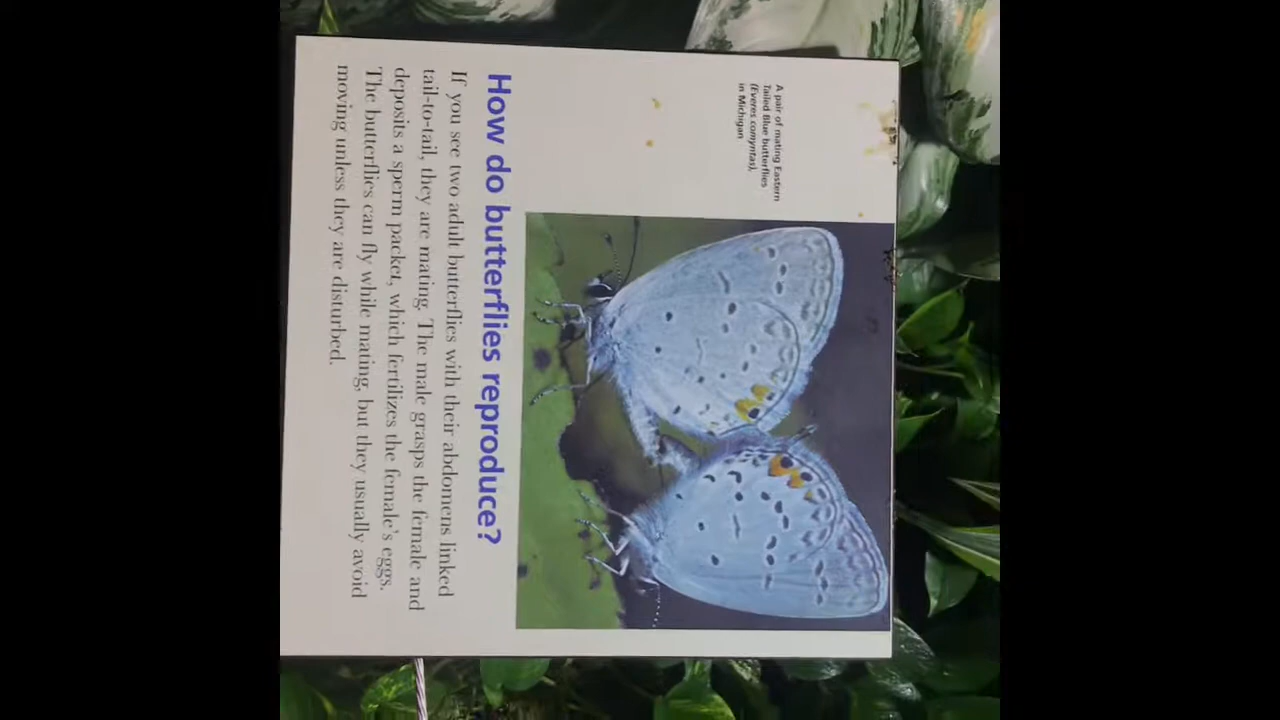 A pair of mating Eastern
Tailed Blue butterflies
(Everes comyntas),
in Michigan
How do butterflies reproduce?
If you see two adult butterflies with their abdomens linked
tail-to-tail, they are mating. The male grasps the female and
deposits a sperm packet, which fertilizes the female's eggs.
The butterflies can fly while mating, but they usually avoid
moving unless they are disturbed.